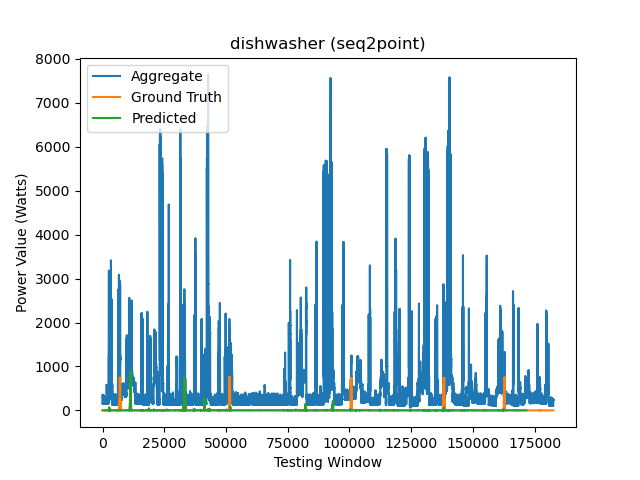 dishwasher (seq2point)
8000
7000
6000
5000
4000
3000
2000
1000
0
Power Value (Watts)
Aggregate
Ground Truth
Predicted
0 25000 50000 75000 100000 125000 150000 175000
Testing Window